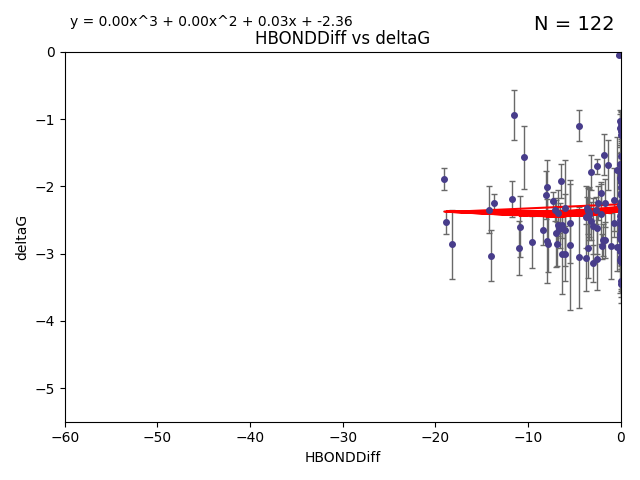 y = 0.00x^3 + 0.00x^2 + 0.03x + -2.36
N = 122
HBONDDiff vs deltaG
0
−1
−2
−3
−4
−5
deltaG
−60 −50 −40 −30 −20 −10 0
HBONDDiff